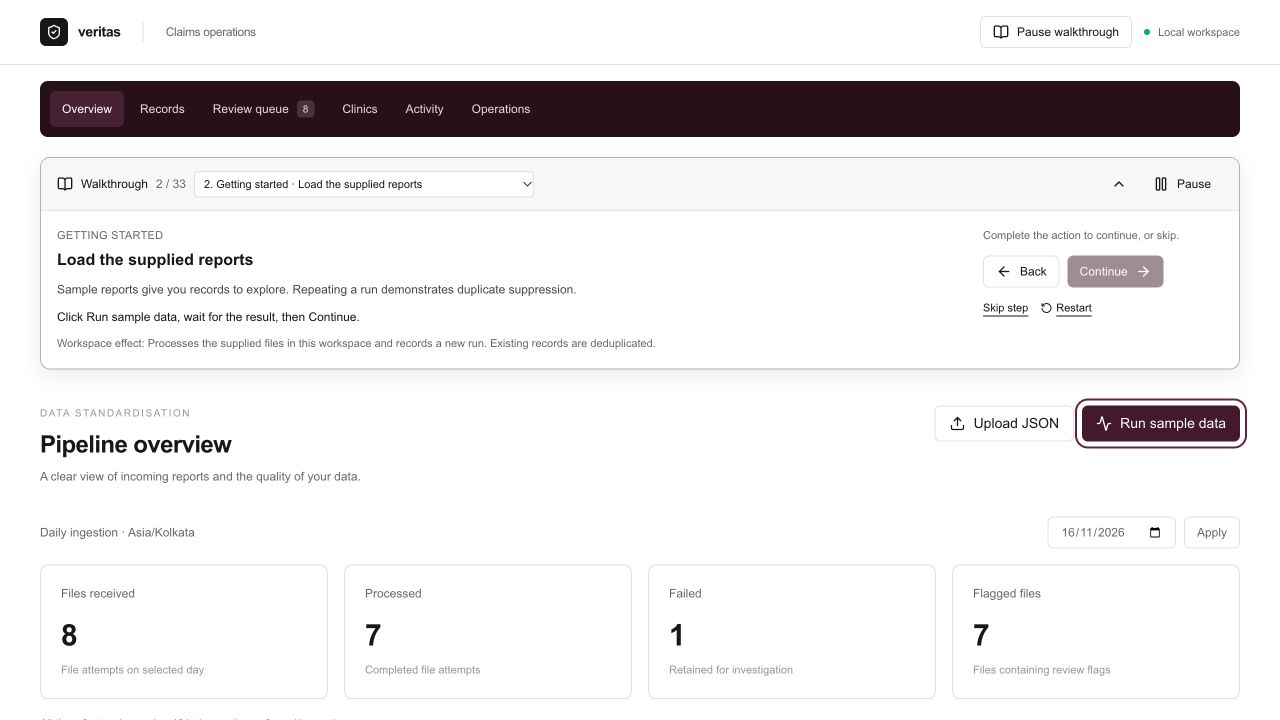 veritas
Claims operations
Pause walkthrough
Local workspace
Overview
Records
Review queue 8
Clinics
Activity
Operations
Walkthrough 2 / 33
2. Getting started · Load the supplied reports
Pause
GETTING STARTED
Load the supplied reports
Sample reports give you records to explore. Repeating a run demonstrates duplicate suppression.
Click Run sample data, wait for the result, then Continue.
Workspace effect: Processes the supplied files in this workspace and records a new run. Existing records are deduplicated.
Complete the action to continue, or skip.
Back
Continue
Skip step
Restart
DATA STANDARDISATION
Pipeline overview
A clear view of incoming reports and the quality of your data.
Upload JSON
Run sample data
Daily ingestion · Asia/Kolkata
16/11/2026
Apply
Files received
8
File attempts on selected day
Processed
7
Completed file attempts
Failed
1
Retained for investigation
Flagged files
7
Files containing review flags